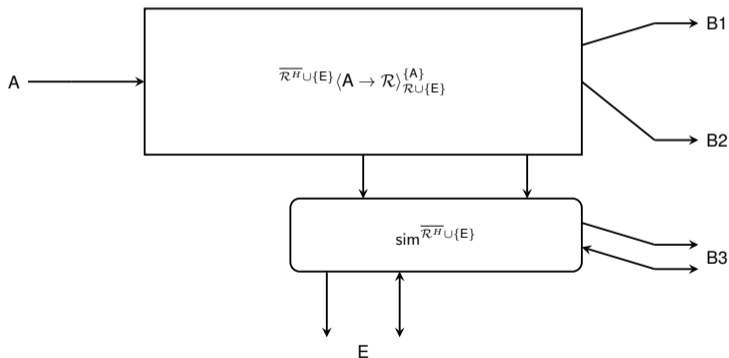 B1
A
$\overline{\mathcal{R}^H} \cup \{\mathsf{E}\} \langle \mathsf{A} \to \mathcal{R} \rangle^{\{\mathsf{A}\}}_{\mathcal{R} \cup \{\mathsf{E}\}}$
B2
$\mathsf{sim}^{\overline{\mathcal{R}^H} \cup \{\mathsf{E}\}}$
B3
E